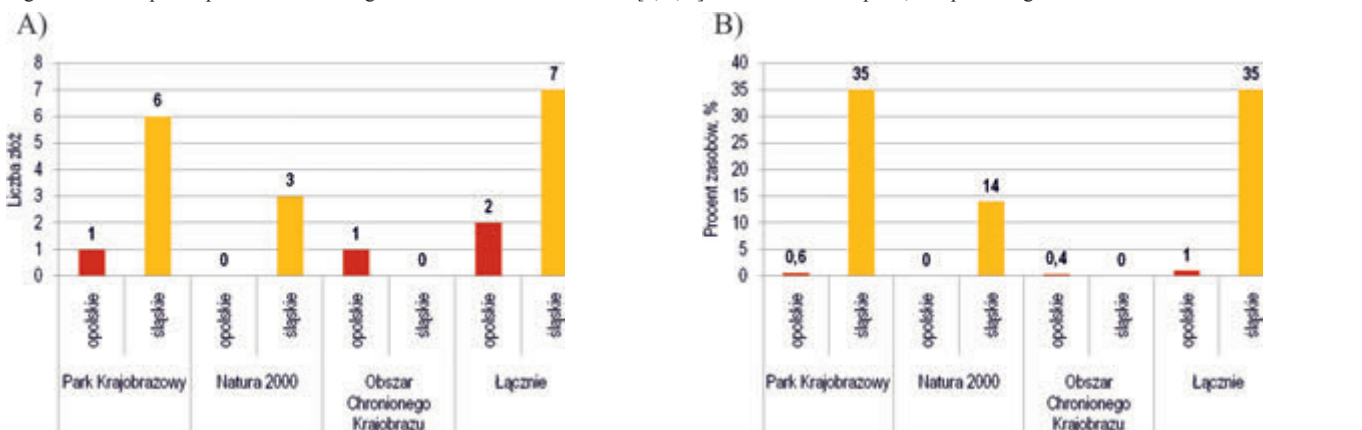 A)
Liczba złóż
8
7
6
5
4
3
2
1
0
1
6
0
3
1
0
2
7
opolskie
śląskie
opolskie
śląskie
opolskie
śląskie
opolskie
śląskie
Park Krajobrazowy
Natura 2000
Obszar
Chronionego
Krajobrazu
Łącznie
B)
Procent zasobów, %
40
35
30
25
20
15
10
5
0
0,6
35
0
14
0,4
0
1
35
opolskie
śląskie
opolskie
śląskie
opolskie
śląskie
opolskie
śląskie
Park Krajobrazowy
Natura 2000
Obszar
Chronionego
Krajobrazu
Łącznie